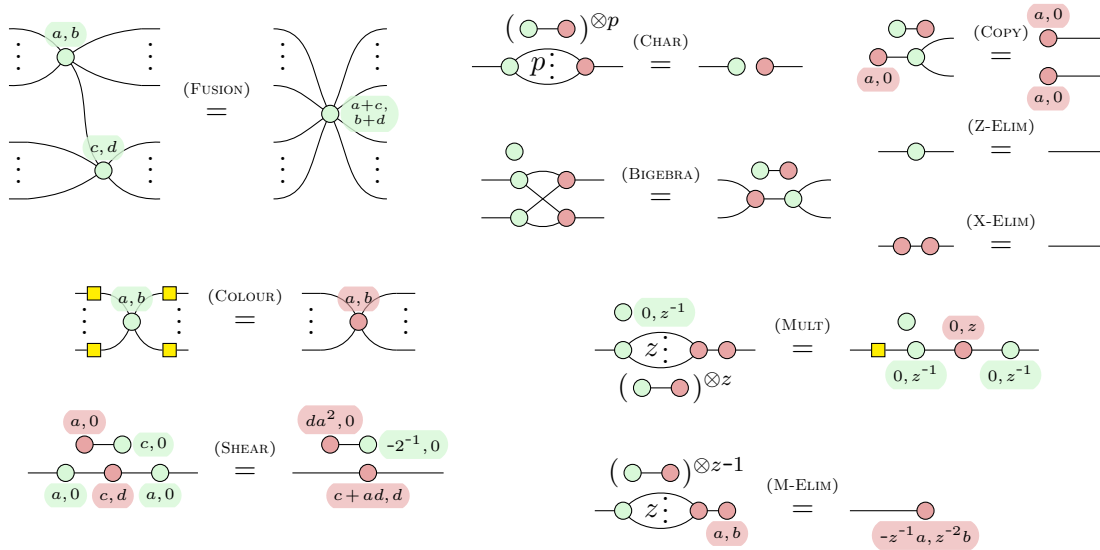 a, b
c, d
(FUSION)
=
a+c,
b+d
( )⊗p
p
(CHAR)
=
a, 0
(COPY)
=
a, 0
a, 0
(Z-ELIM)
=
(BIGEBRA)
=
(X-ELIM)
=
a, b
(COLOUR)
=
a, b
0, z⁻¹
z
( )⊗z
(MULT)
=
0, z
0, z⁻¹
0, z⁻¹
a, 0
c, 0
a, 0
c, d
a, 0
(SHEAR)
=
da², 0
-2⁻¹, 0
c + ad, d
( )⊗z-1
z
a, b
(M-ELIM)
=
-z⁻¹a, z⁻²b